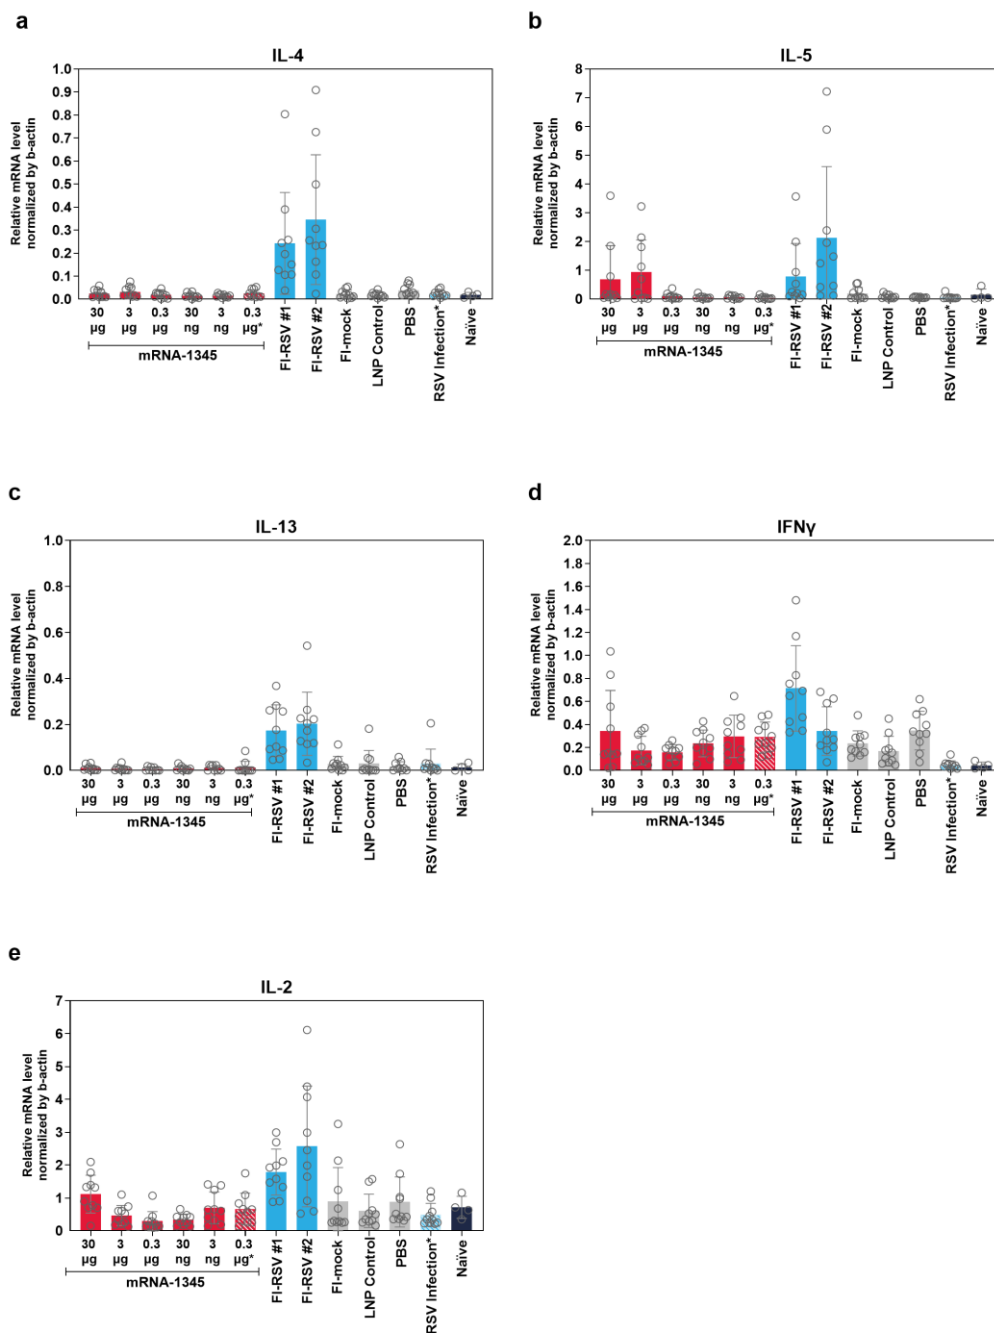 a
IL-4
Relative mRNA level
normalized by b-actin
1.0
0.9
0.8
0.7
0.6
0.5
0.4
0.3
0.2
0.1
0.0
30 3 0.3 30 3 0.3
µg µg µg ng ng µg*
mRNA-1345
FI-RSV #1
FI-RSV #2
FI-mock
LNP Control
PBS
RSV Infection*
Naïve
b
IL-5
Relative mRNA level
normalized by b-actin
8
7
6
5
4
3
2
1
0
30 3 0.3 30 3 0.3
µg µg µg ng ng µg*
mRNA-1345
FI-RSV #1
FI-RSV #2
FI-mock
LNP Control
PBS
RSV Infection*
Naïve
c
IL-13
Relative mRNA level
normalized by b-actin
1.0
0.8
0.6
0.4
0.2
0.0
30 3 0.3 30 3 0.3
µg µg µg ng ng µg*
mRNA-1345
FI-RSV #1
FI-RSV #2
FI-mock
LNP Control
PBS
RSV Infection*
Naïve
d
IFNγ
Relative mRNA level
normalized by b-actin
2.0
1.6
1.4
1.2
1.0
0.8
0.6
0.4
0.2
0.0
30 3 0.3 30 3 0.3
µg µg µg ng ng µg*
mRNA-1345
FI-RSV #1
FI-RSV #2
FI-mock
LNP Control
PBS
RSV Infection*
Naïve
e
IL-2
Relative mRNA level
normalized by b-actin
7
6
5
4
3
2
1
0
30 3 0.3 30 3 0.3
µg µg µg ng ng µg*
mRNA-1345
FI-RSV #1
FI-RSV #2
FI-mock
LNP Control
PBS
RSV Infection*
Naïve